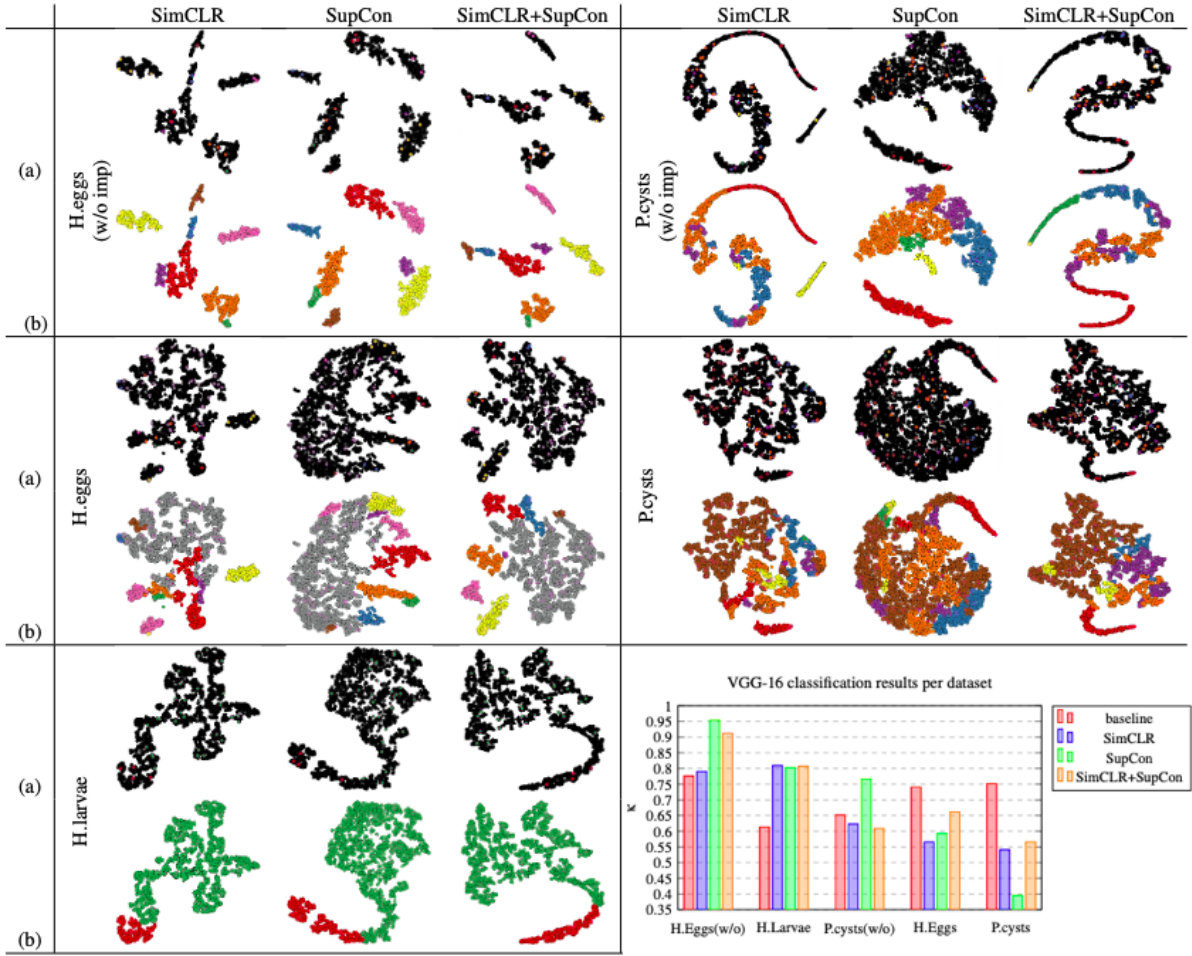 SimCLR SupCon SimCLR+SupCon SimCLR SupCon SimCLR+SupCon
(a)
H.eggs
(w/o imp)
(b)
P.cysts
(w/o imp)
(a)
H.eggs
(b)
P.cysts
(a)
H.larvae
(b)
VGG-16 classification results per dataset
1
0.95
0.9
0.85
0.8
0.75
0.7
0.65
0.6
0.55
0.5
0.45
0.4
0.35
κ
H.Eggs(w/o) H.Larvae P.cysts(w/o) H.Eggs P.cysts
baseline
SimCLR
SupCon
SimCLR+SupCon